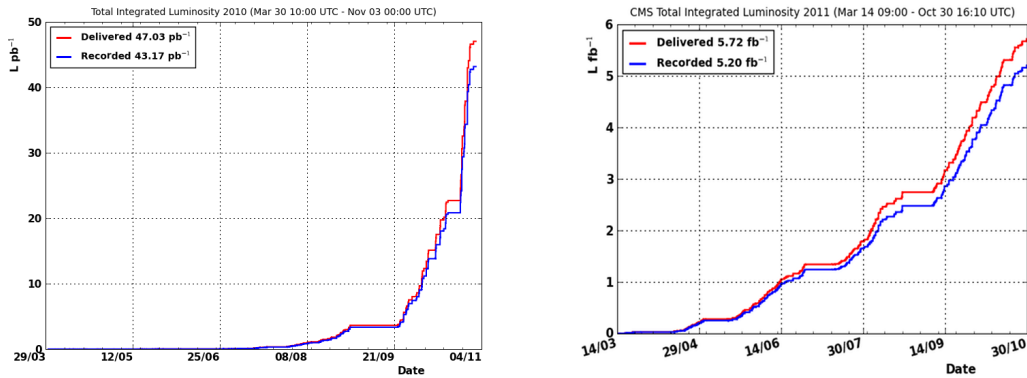 Total Integrated Luminosity 2010 (Mar 30 10:00 UTC - Nov 03 00:00 UTC)
L pb⁻¹
Delivered 47.03 pb⁻¹
Recorded 43.17 pb⁻¹
50
40
30
20
10
0
29/03 12/05 25/06 08/08 21/09 04/11
Date
CMS Total Integrated Luminosity 2011 (Mar 14 09:00 - Oct 30 16:10 UTC)
L fb⁻¹
Delivered 5.72 fb⁻¹
Recorded 5.20 fb⁻¹
6
5
4
3
2
1
0
14/03 29/04 14/06 30/07 14/09 30/10
Date